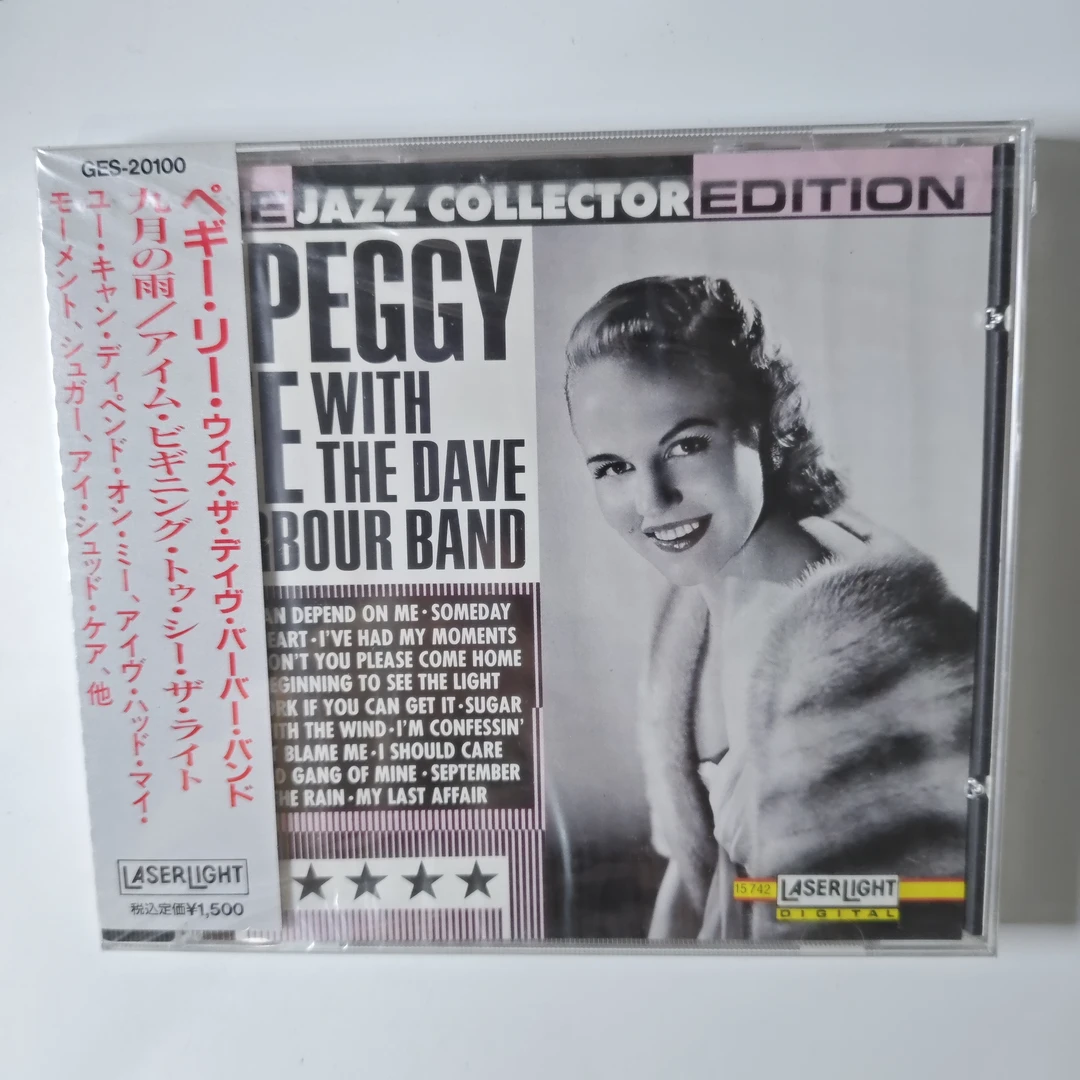 GES-20100
ペギー・リー・ウィズ・ザ・デイヴ・バーバー・バンド
九月の雨／アイム・ビギニング・トゥ・シー・ザ・ライト
ユー・キャン・ディペンド・オン・ミー、アイヴ・ハッド・マイ・
モーメント、シュガー、アイ・シュッド・ケア、他
LASERLIGHT
税込定価¥1,500
E JAZZ COLLECTOR EDITION
PEGGY
E WITH
THE DAVE
BOUR BAND
AN DEPEND ON ME · SOMEDAY
EART · I'VE HAD MY MOMENTS
ON'T YOU PLEASE COME HOME
EGINNING TO SEE THE LIGHT
RK IF YOU CAN GET IT · SUGAR
TH THE WIND · I'M CONFESSIN'
T BLAME ME · I SHOULD CARE
D GANG OF MINE · SEPTEMBER
HE RAIN · MY LAST AFFAIR
15 742 LASERLIGHT
DIGITAL